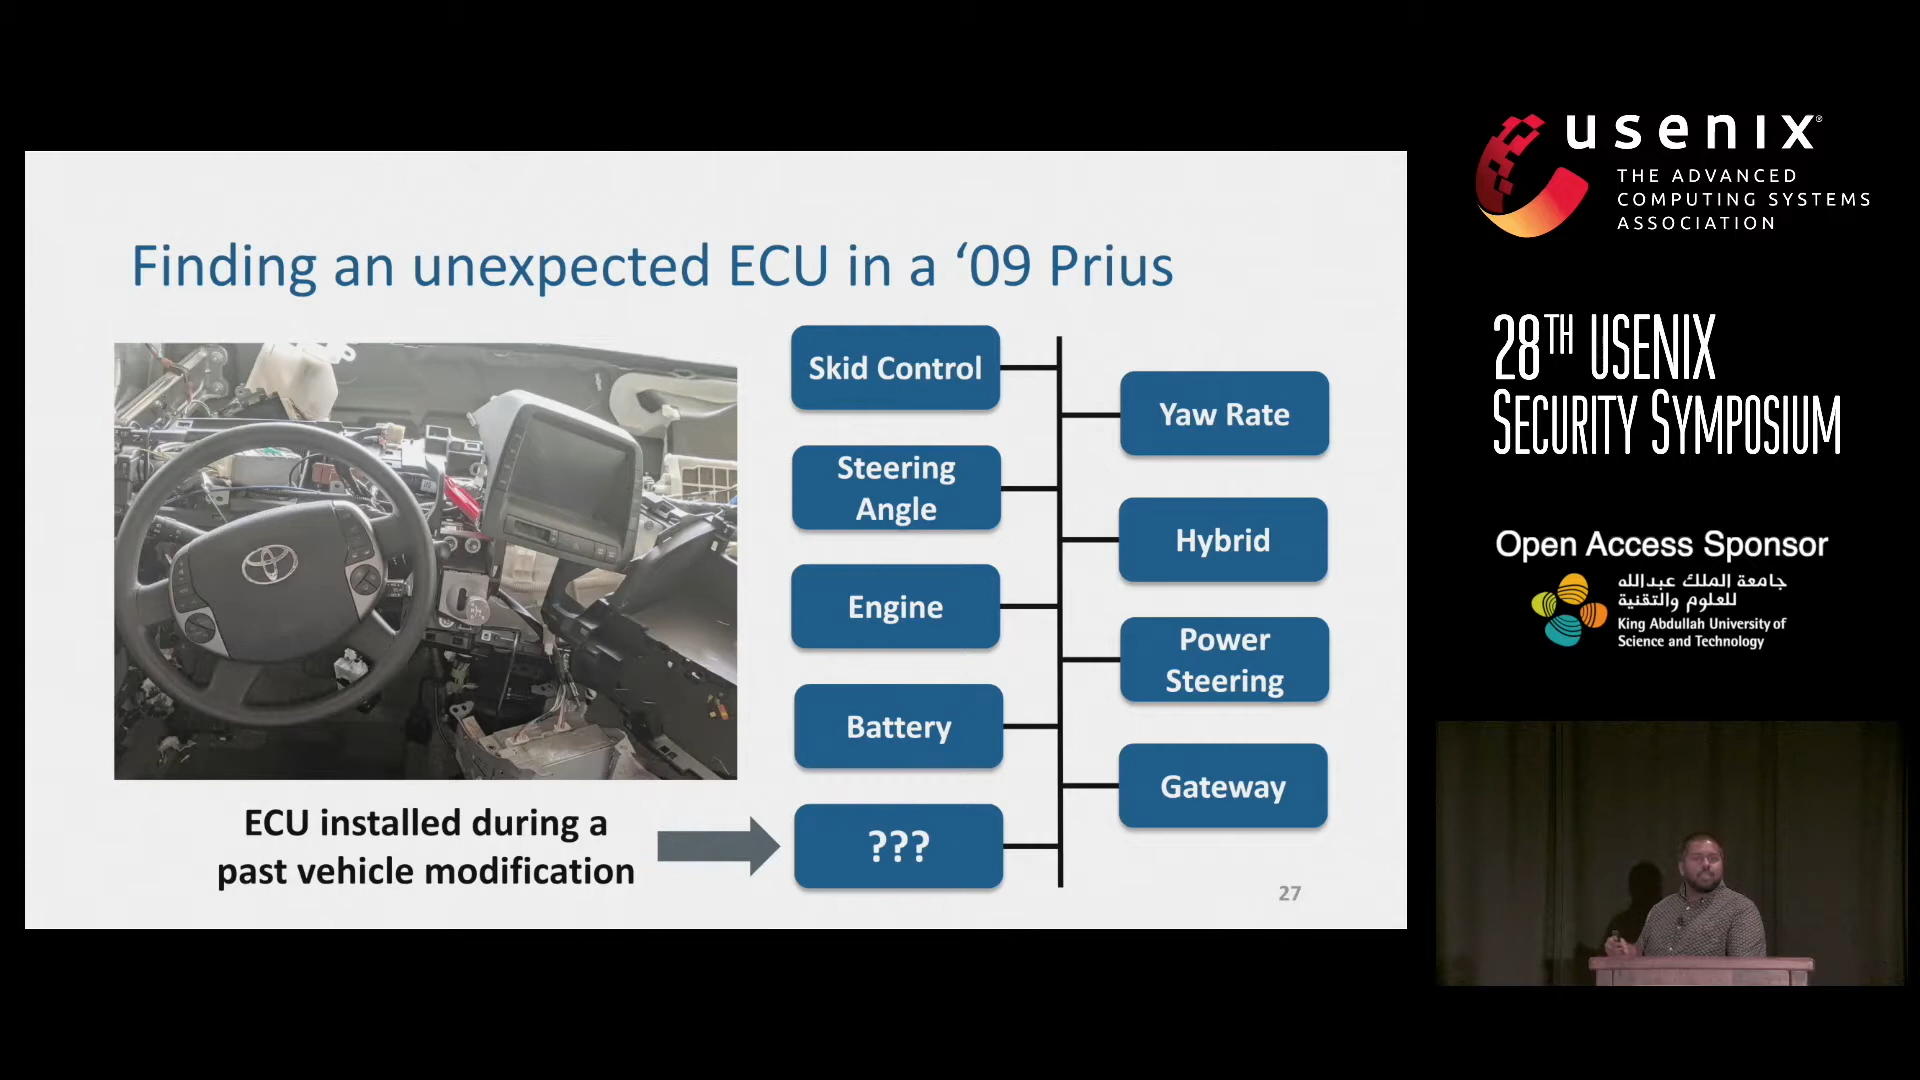 Finding an unexpected ECU in a ‘09 Prius
Skid Control
Yaw Rate
Steering
Angle
Hybrid
Engine
Power
Steering
Battery
Gateway
ECU installed during a
past vehicle modification
???
27
usenix®
THE ADVANCED
COMPUTING SYSTEMS
ASSOCIATION
28TH USENIX
SECURITY SYMPOSIUM
Open Access Sponsor
جامعة الملك عبدالله
للعلوم والتقنية
King Abdullah University of
Science and Technology